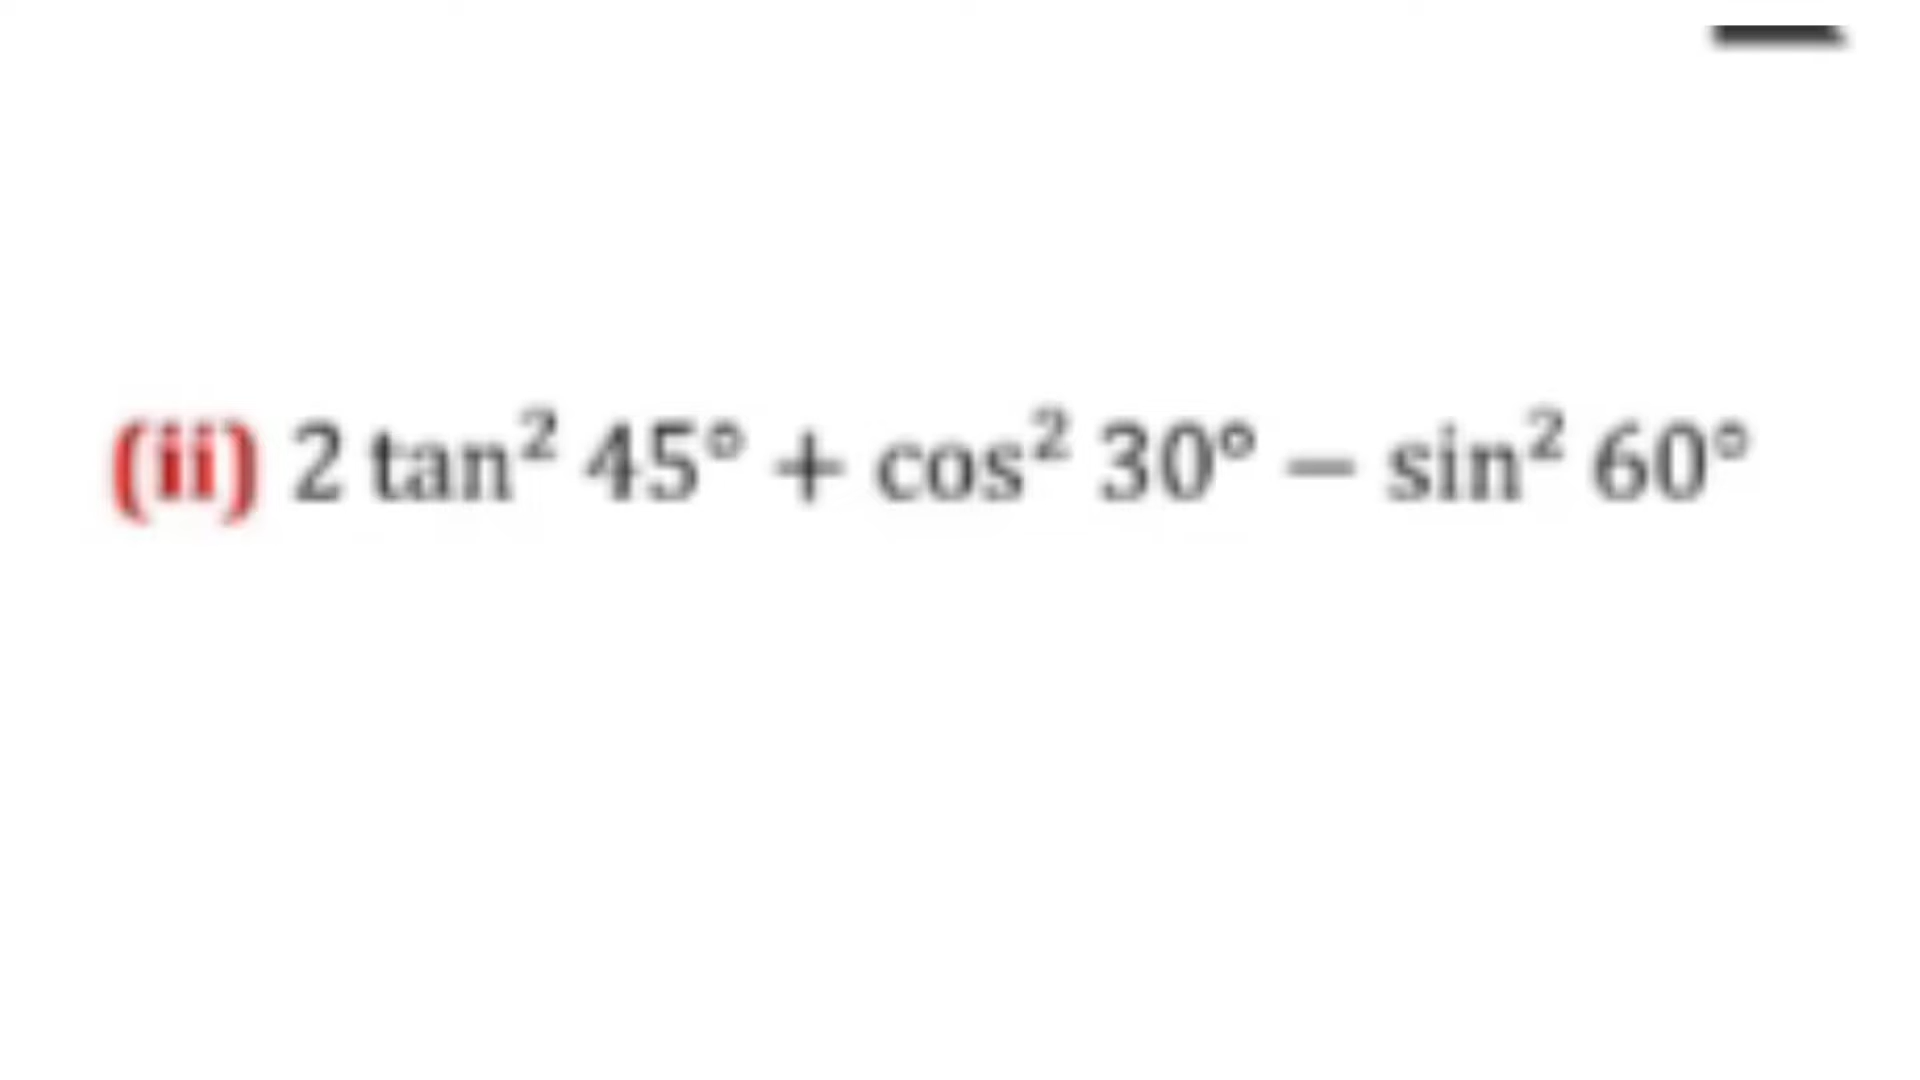 (ii) 2 tan² 45° + cos² 30° − sin² 60°